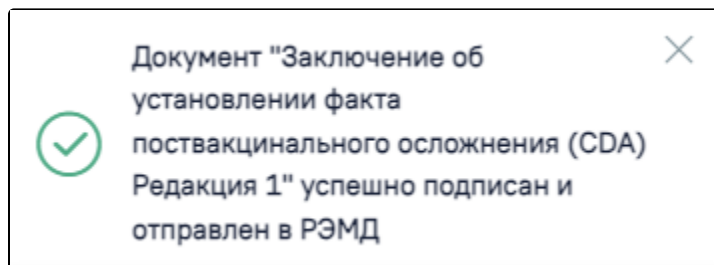 Документ "Заключение об
установлении факта
поствакцинального осложнения (CDA)
Редакция 1" успешно подписан и
отправлен в РЭМД